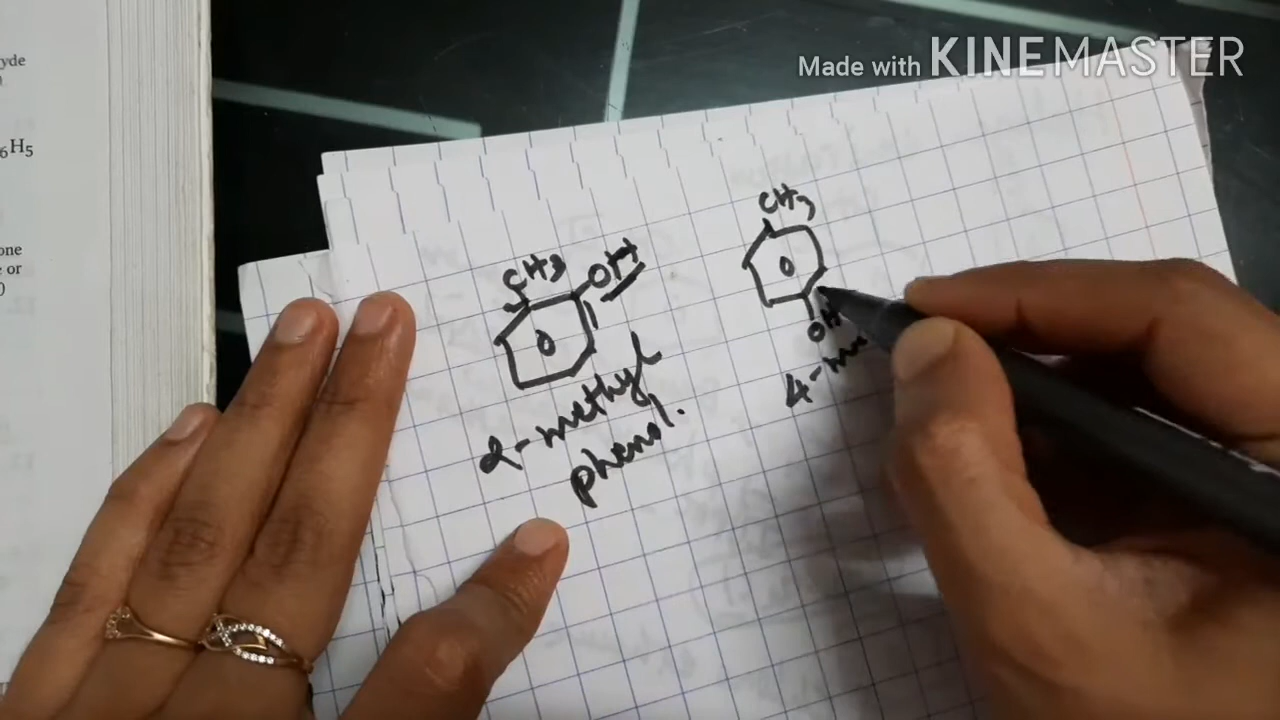 Made with KINEMASTER
yde
6H5
one
e or
)
CH3
OH
2-methyl
phenol.
CH3
OH
4-m